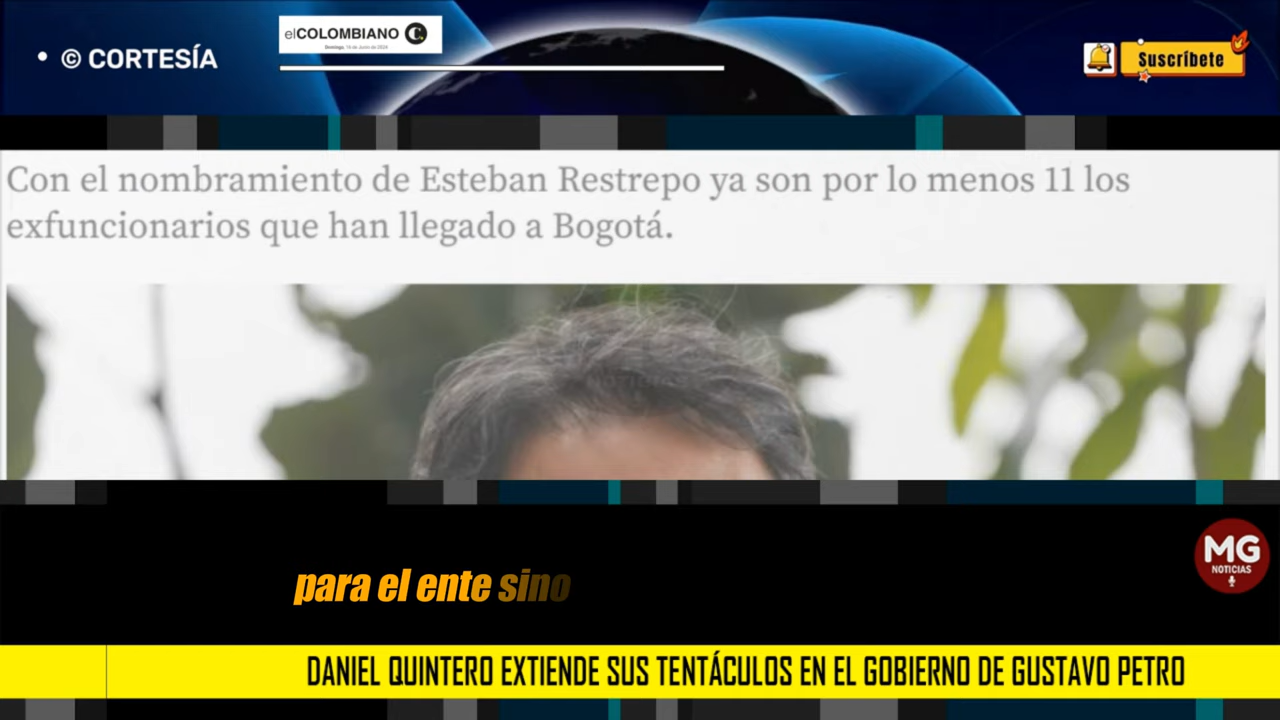 • © CORTESÍA
elCOLOMBIANO C
Suscríbete
Con el nombramiento de Esteban Restrepo ya son por lo menos 11 los
exfuncionarios que han llegado a Bogotá.
para el ente sino
MG
NOTICIAS
DANIEL QUINTERO EXTIENDE SUS TENTÁCULOS EN EL GOBIERNO DE GUSTAVO PETRO